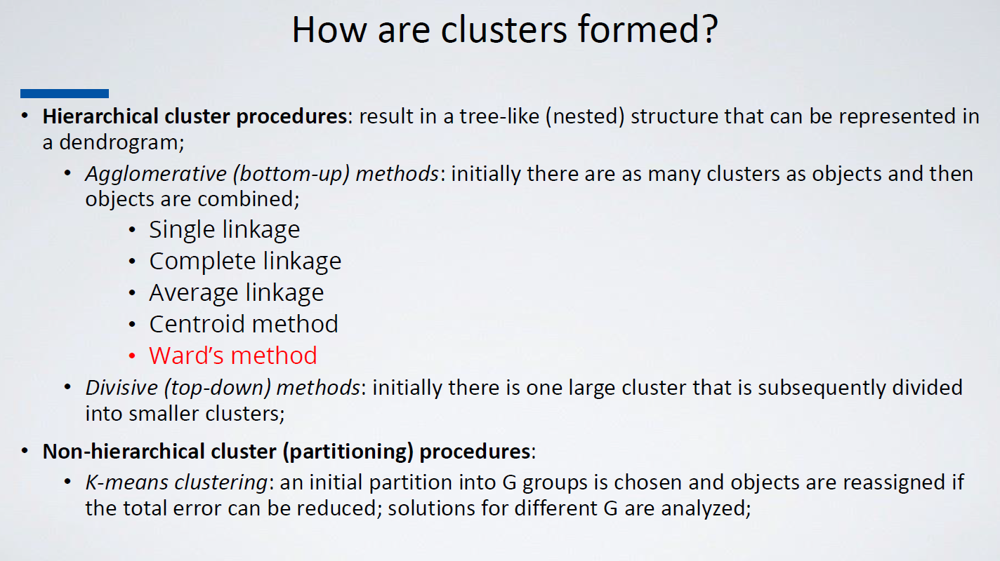 How are clusters formed?
• Hierarchical cluster procedures: result in a tree-like (nested) structure that can be represented in
a dendrogram;
• Agglomerative (bottom-up) methods: initially there are as many clusters as objects and then
objects are combined;
• Single linkage
• Complete linkage
• Average linkage
• Centroid method
• Ward’s method
• Divisive (top-down) methods: initially there is one large cluster that is subsequently divided
into smaller clusters;
• Non-hierarchical cluster (partitioning) procedures:
• K-means clustering: an initial partition into G groups is chosen and objects are reassigned if
the total error can be reduced; solutions for different G are analyzed;